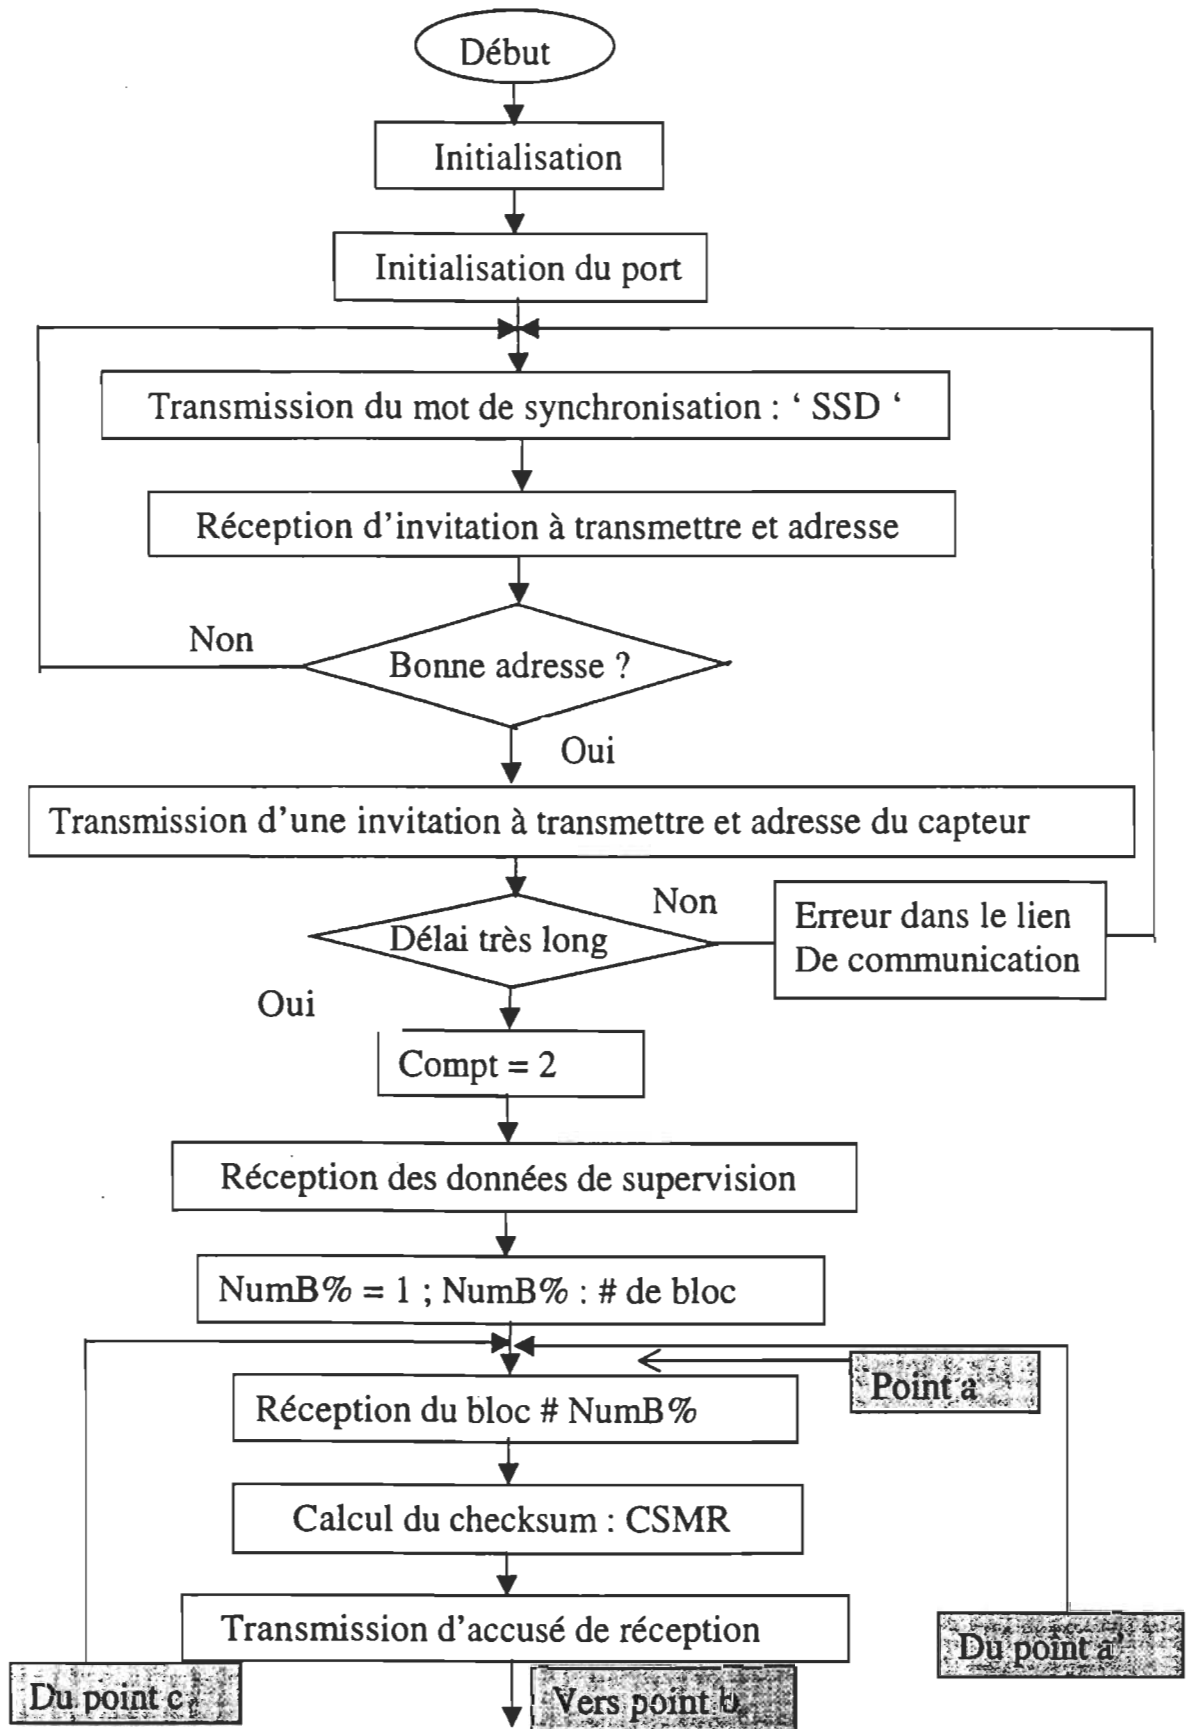 Début
Initialisation
Initialisation du port
Transmission du mot de synchronisation : ‘ SSD ‘
Réception d’invitation à transmettre et adresse
Non
Bonne adresse ?
Oui
Transmission d’une invitation à transmettre et adresse du capteur
Non
Délai très long
Erreur dans le lien
De communication
Oui
Compt = 2
Réception des données de supervision
NumB% = 1 ; NumB% : # de bloc
Point a
Réception du bloc # NumB%
Calcul du checksum : CSMR
Transmission d’accusé de réception
Du point a’
Du point c
Vers point b